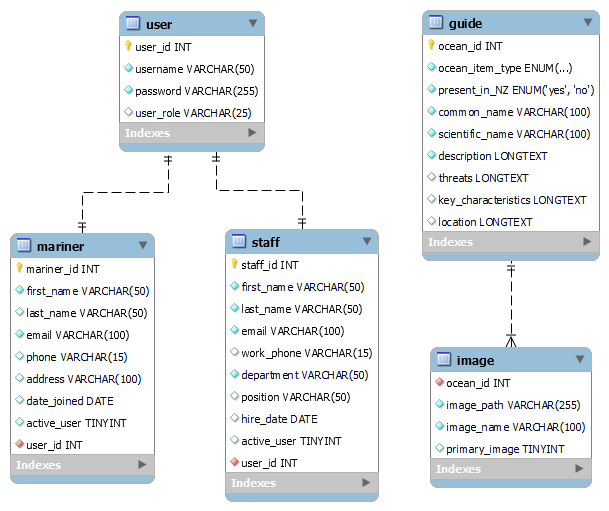 user
user_id INT
username VARCHAR(50)
password VARCHAR(255)
user_role VARCHAR(25)
Indexes
guide
ocean_id INT
ocean_item_type ENUM(...)
present_in_NZ ENUM('yes', 'no')
common_name VARCHAR(100)
scientific_name VARCHAR(100)
description LONGTEXT
threats LONGTEXT
key_characteristics LONGTEXT
location LONGTEXT
Indexes
mariner
mariner_id INT
first_name VARCHAR(50)
last_name VARCHAR(50)
email VARCHAR(100)
phone VARCHAR(15)
address VARCHAR(100)
date_joined DATE
active_user TINYINT
user_id INT
Indexes
staff
staff_id INT
first_name VARCHAR(50)
last_name VARCHAR(50)
email VARCHAR(100)
work_phone VARCHAR(15)
department VARCHAR(50)
position VARCHAR(50)
hire_date DATE
active_user TINYINT
user_id INT
Indexes
image
ocean_id INT
image_path VARCHAR(255)
image_name VARCHAR(100)
primary_image TINYINT
Indexes